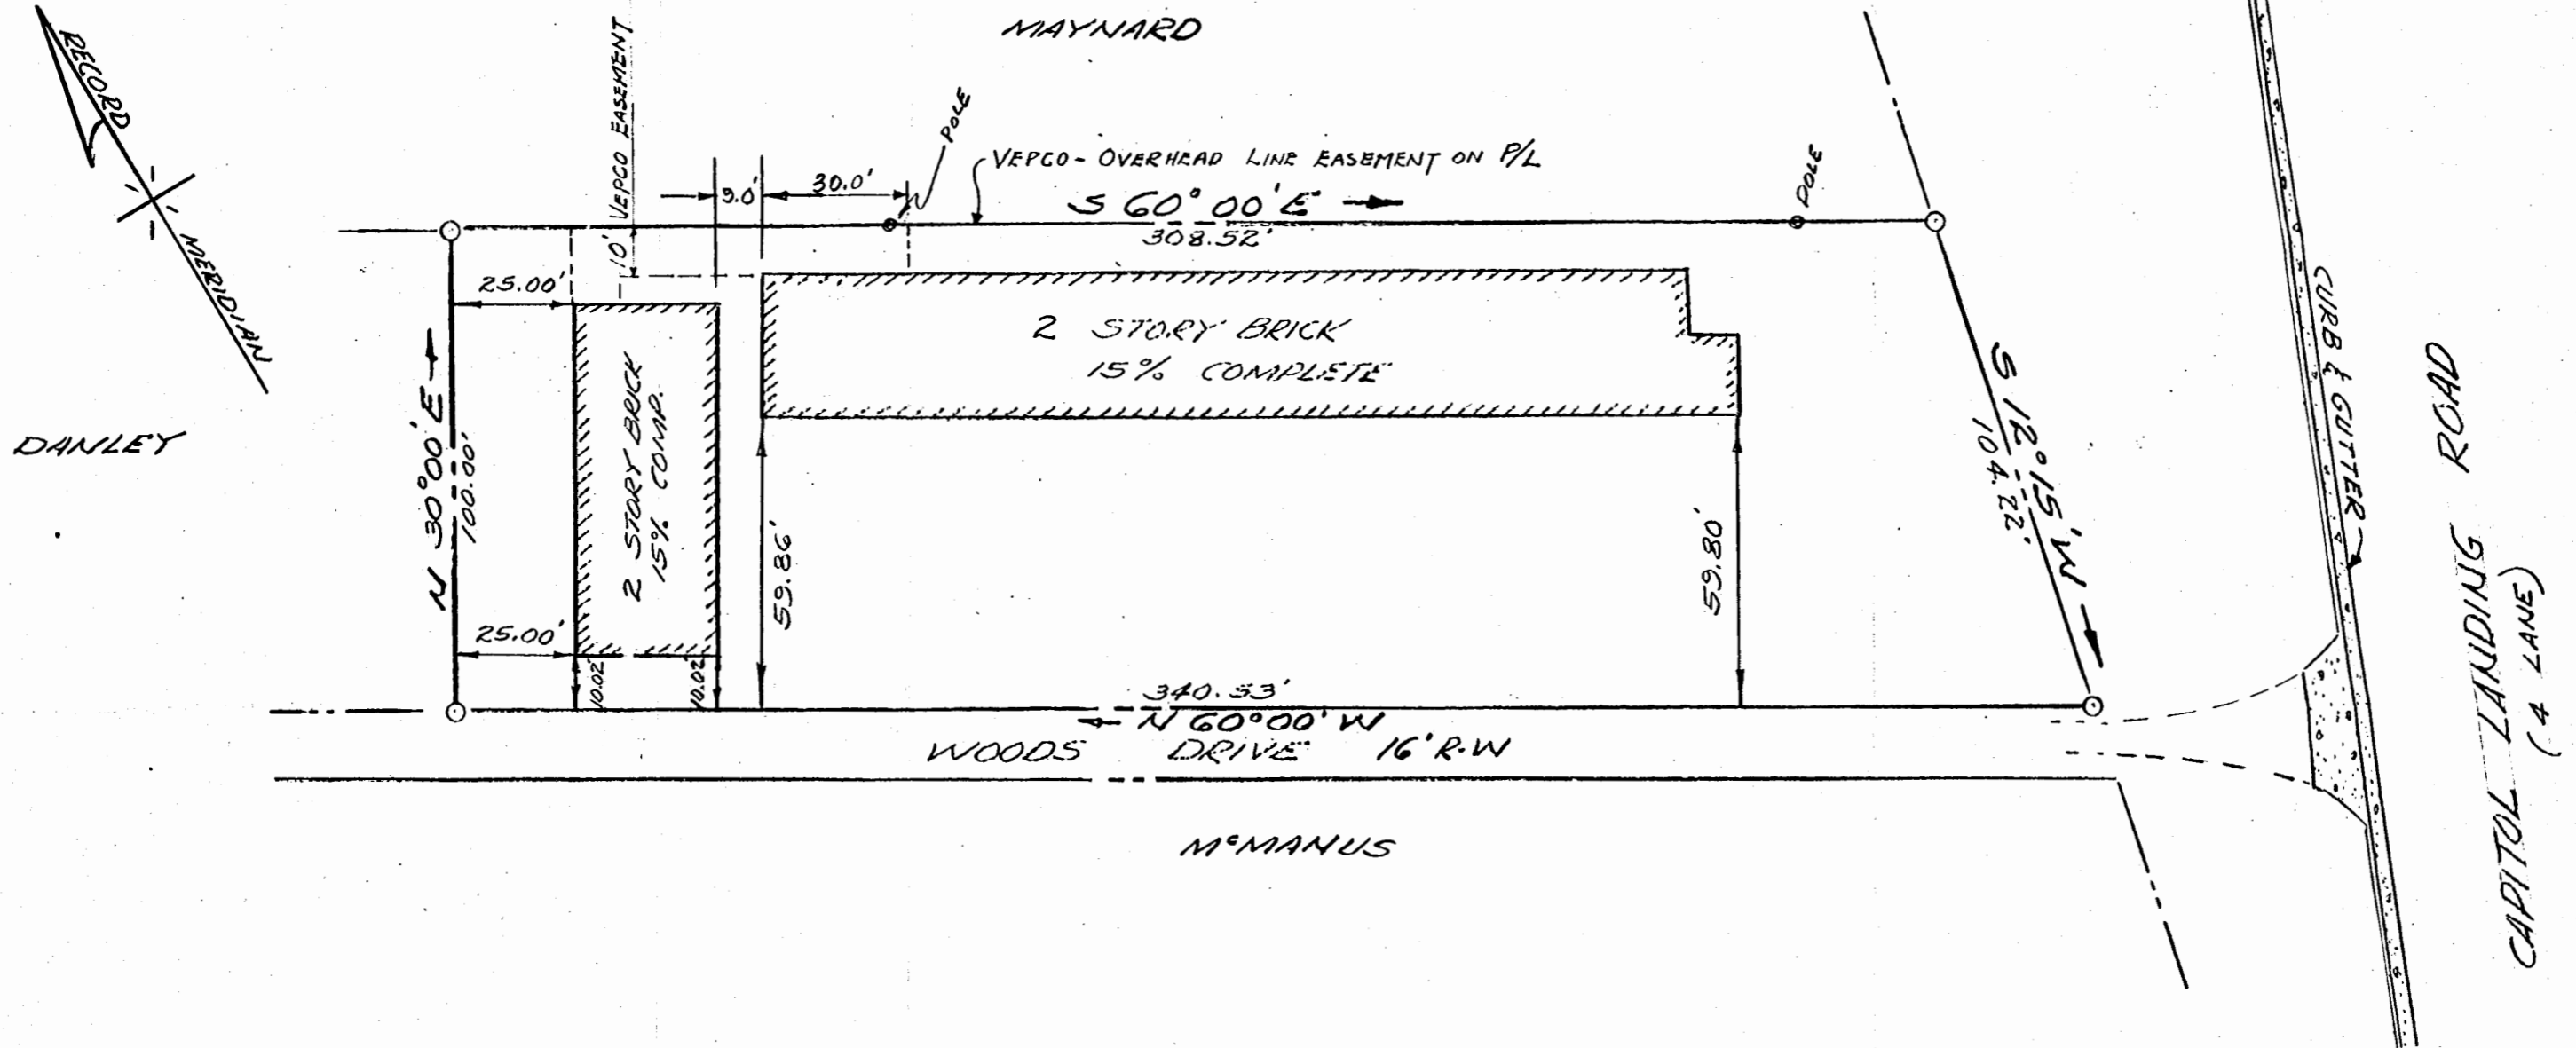 MAYNARD
RECORD
MERIDIAN
10' VEPCO EASEMENT
POLE
VEPCO - OVERHEAD LINE EASEMENT ON P/L
POLE
9.0'
30.0'
S 60° 00' E
308.52'
25.00'
2 STORY BRICK
15% COMPLETE
2 STORY BRICK
15% COMP.
DANLEY
N 30°00' E
100.00'
S 12° 15' W
104.22'
CURB & GUTTER
CAPITOL LANDING ROAD
(4 LANE)
59.86'
59.80'
25.00'
10.02'
10.02'
340.53'
N 60°00' W
WOODS DRIVE 16' R-W
McMANUS